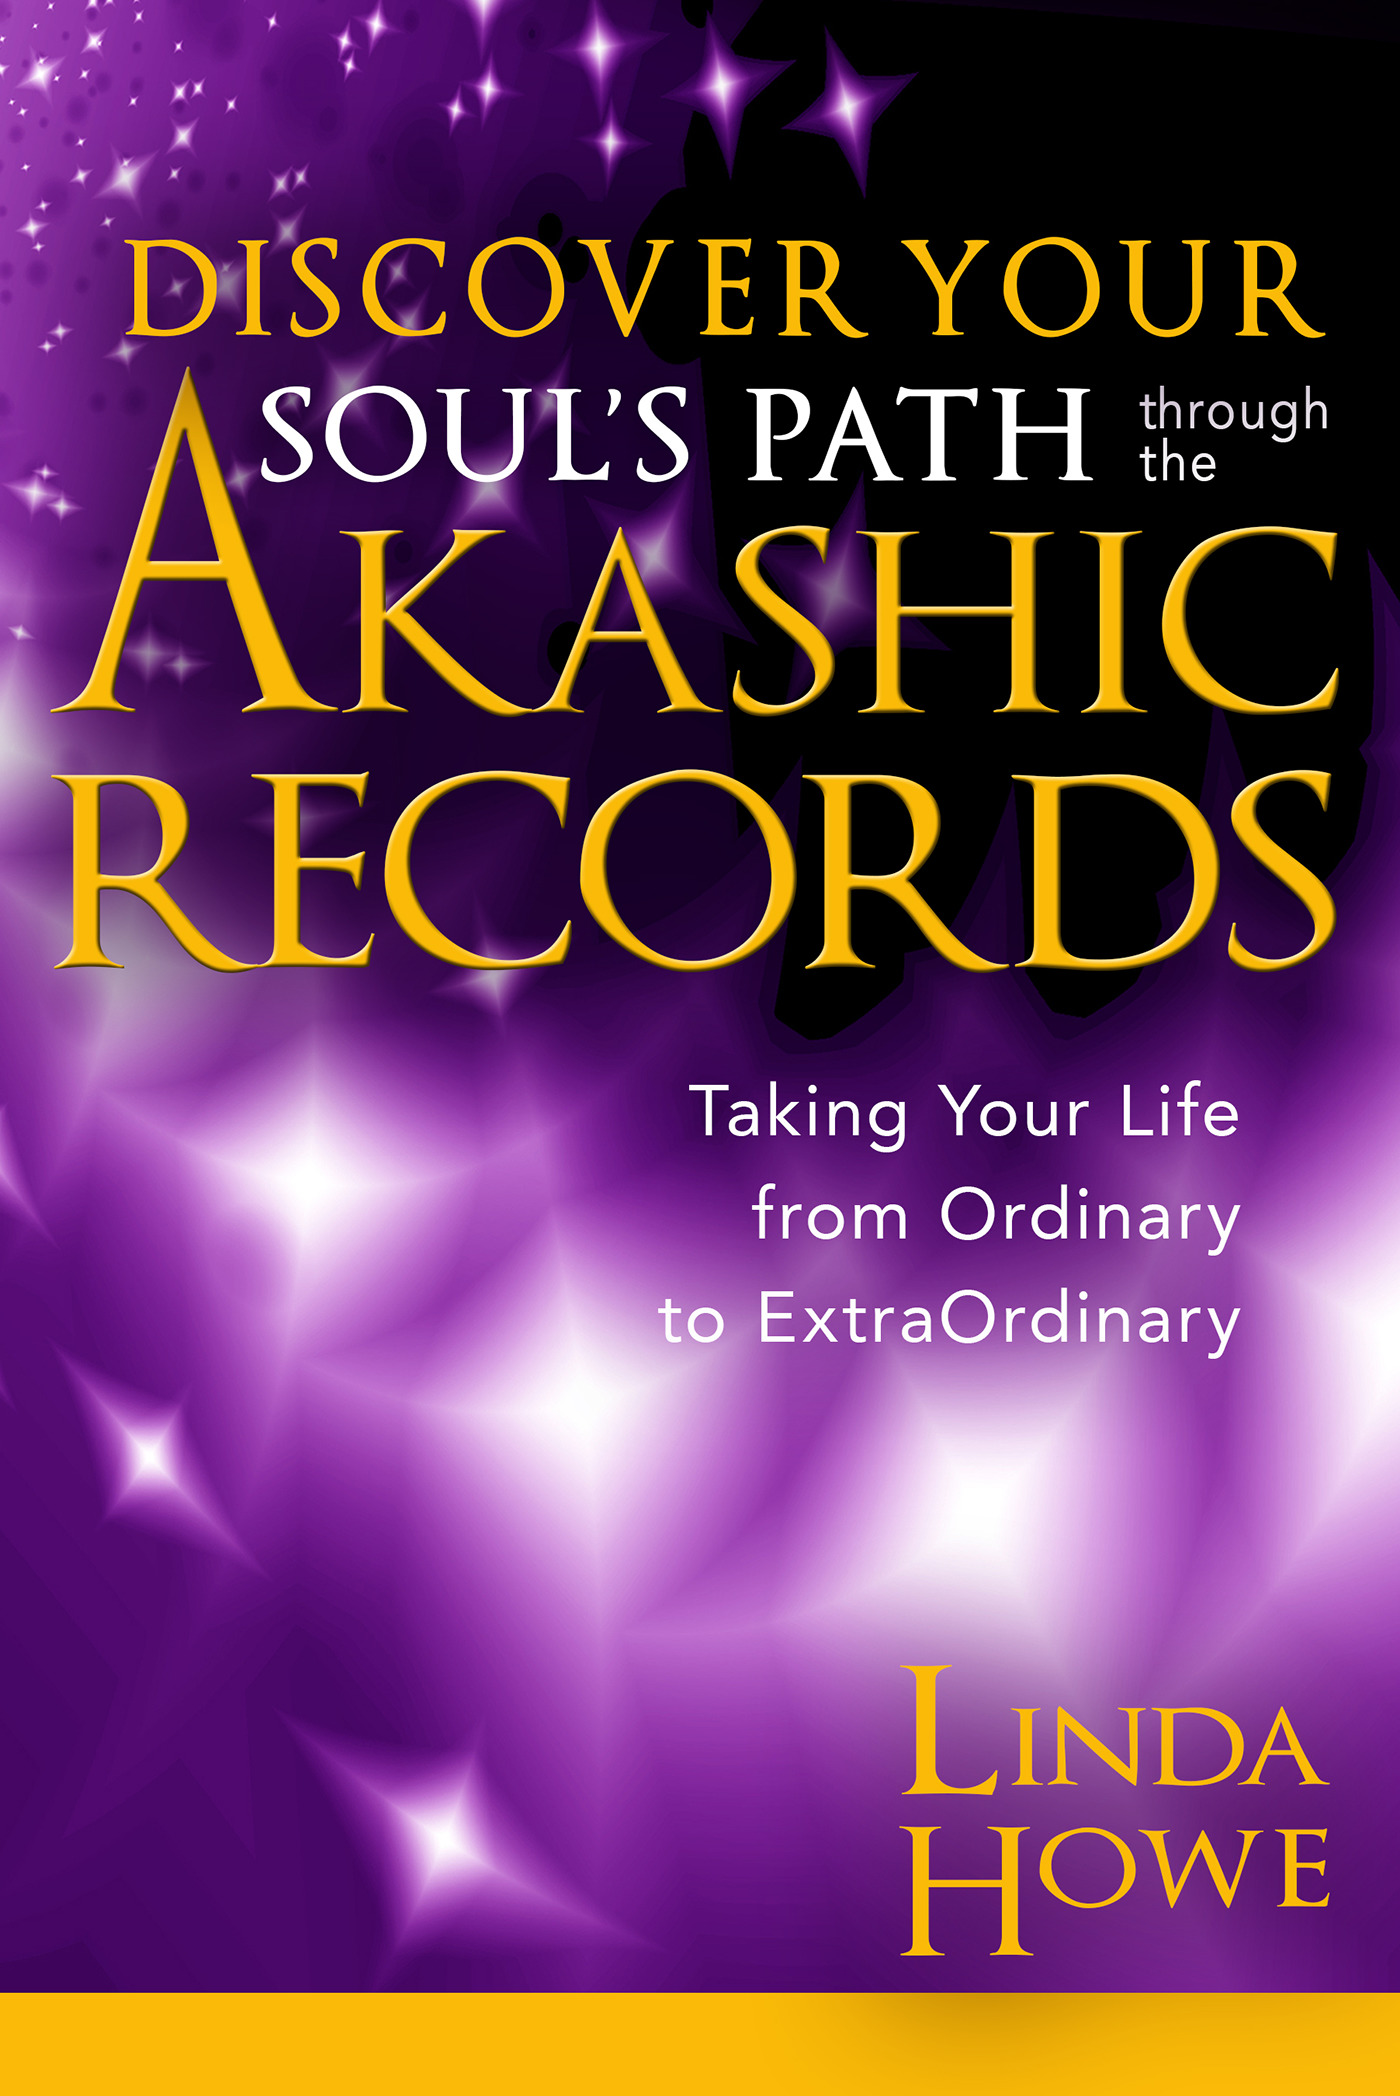 DISCOVER YOUR
SOUL'S PATH through
the
AKASHIC
RECORDS
Taking Your Life
from Ordinary
to ExtraOrdinary
LINDA
HOWE